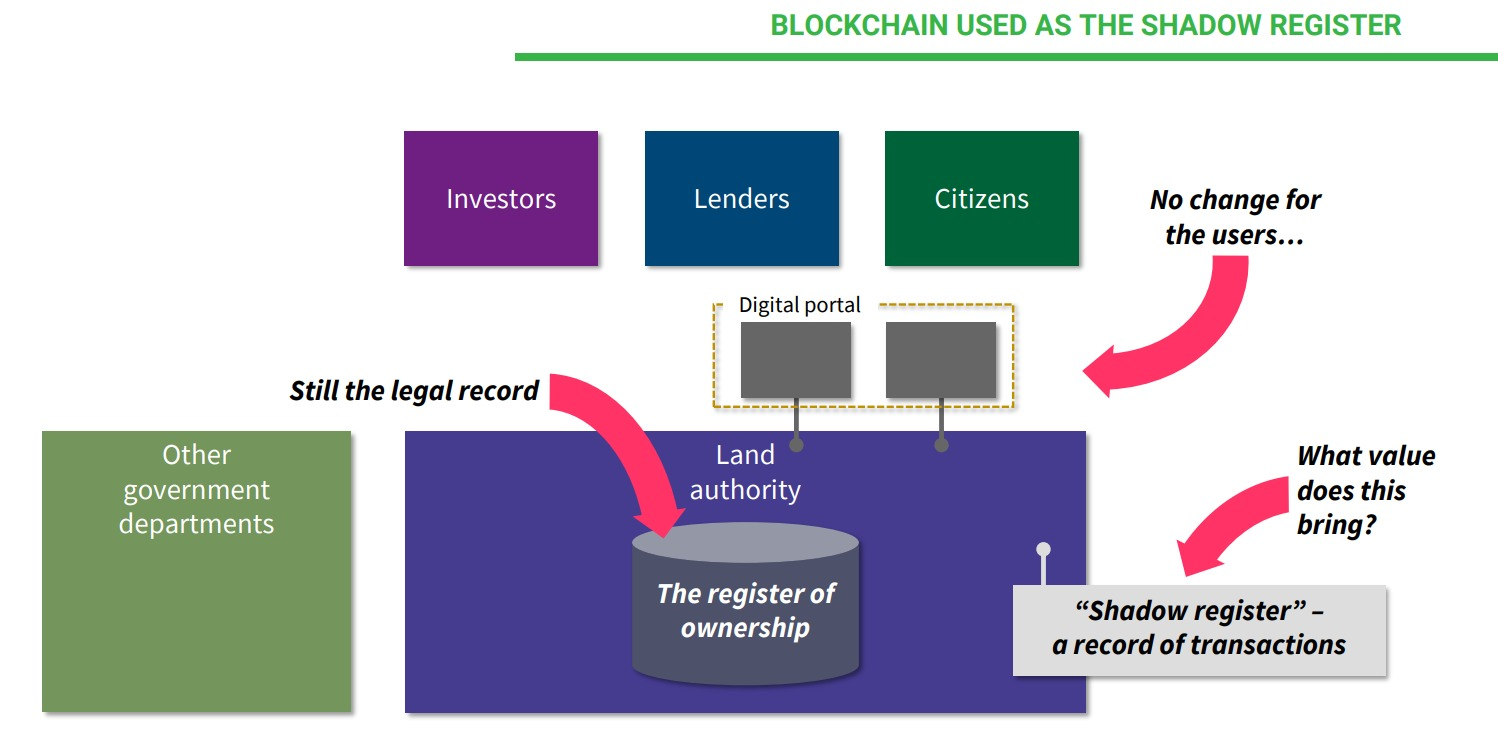 BLOCKCHAIN USED AS THE SHADOW REGISTER
Investors
Lenders
Citizens
No change for
the users…
Digital portal
Still the legal record
Other
government
departments
Land
authority
What value
does this
bring?
The register of
ownership
“Shadow register” –
a record of transactions